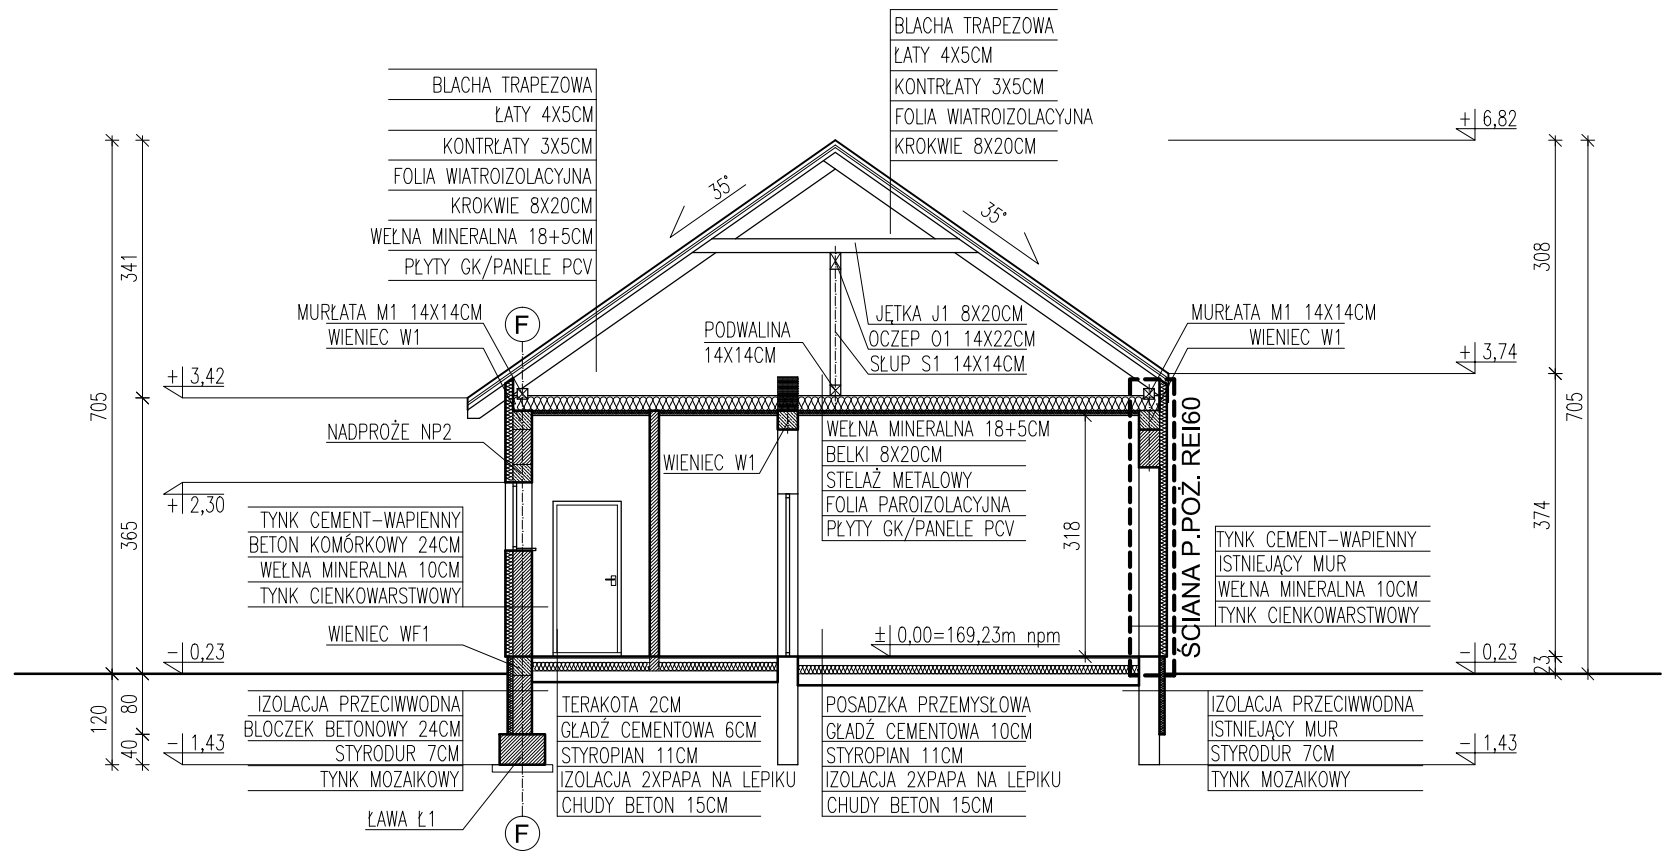 BLACHA TRAPEZOWA
ŁATY 4X5CM
KONTRŁATY 3X5CM
FOLIA WIATROIZOLACYJNA
KROKWIE 8X20CM
BLACHA TRAPEZOWA
ŁATY 4X5CM
KONTRŁATY 3X5CM
FOLIA WIATROIZOLACYJNA
KROKWIE 8X20CM
WEŁNA MINERALNA 18+5CM
PŁYTY GK/PANELE PCV
+ 6,82
35°
35°
341
705
308
705
MURŁATA M1 14X14CM
WIENIEC W1
F
PODWALINA
14X14CM
JĘTKA J1 8X20CM
OCZEP O1 14X22CM
SŁUP S1 14X14CM
MURŁATA M1 14X14CM
WIENIEC W1
+ 3,42
+ 3,74
NADPROŻE NP2
WIENIEC W1
WEŁNA MINERALNA 18+5CM
BELKI 8X20CM
STELAŻ METALOWY
FOLIA PAROIZOLACYJNA
PŁYTY GK/PANELE PCV
+ 2,30
365
318
374
ŚCIANA P.POŻ. REI60
TYNK CEMENT-WAPIENNY
BETON KOMÓRKOWY 24CM
WEŁNA MINERALNA 10CM
TYNK CIENKOWARSTWOWY
TYNK CEMENT-WAPIENNY
ISTNIEJĄCY MUR
WEŁNA MINERALNA 10CM
TYNK CIENKOWARSTWOWY
WIENIEC WF1
± 0,00=169,23m npm
- 0,23
- 0,23
23
120
80
40
IZOLACJA PRZECIWWODNA
BLOCZEK BETONOWY 24CM
STYRODUR 7CM
TYNK MOZAIKOWY
TERAKOTA 2CM
GŁADŹ CEMENTOWA 6CM
STYROPIAN 11CM
IZOLACJA 2XPAPA NA LEPIKU
CHUDY BETON 15CM
POSADZKA PRZEMYSŁOWA
GŁADŹ CEMENTOWA 10CM
STYROPIAN 11CM
IZOLACJA 2XPAPA NA LEPIKU
CHUDY BETON 15CM
IZOLACJA PRZECIWWODNA
ISTNIEJĄCY MUR
STYRODUR 7CM
TYNK MOZAIKOWY
- 1,43
- 1,43
ŁAWA Ł1
F